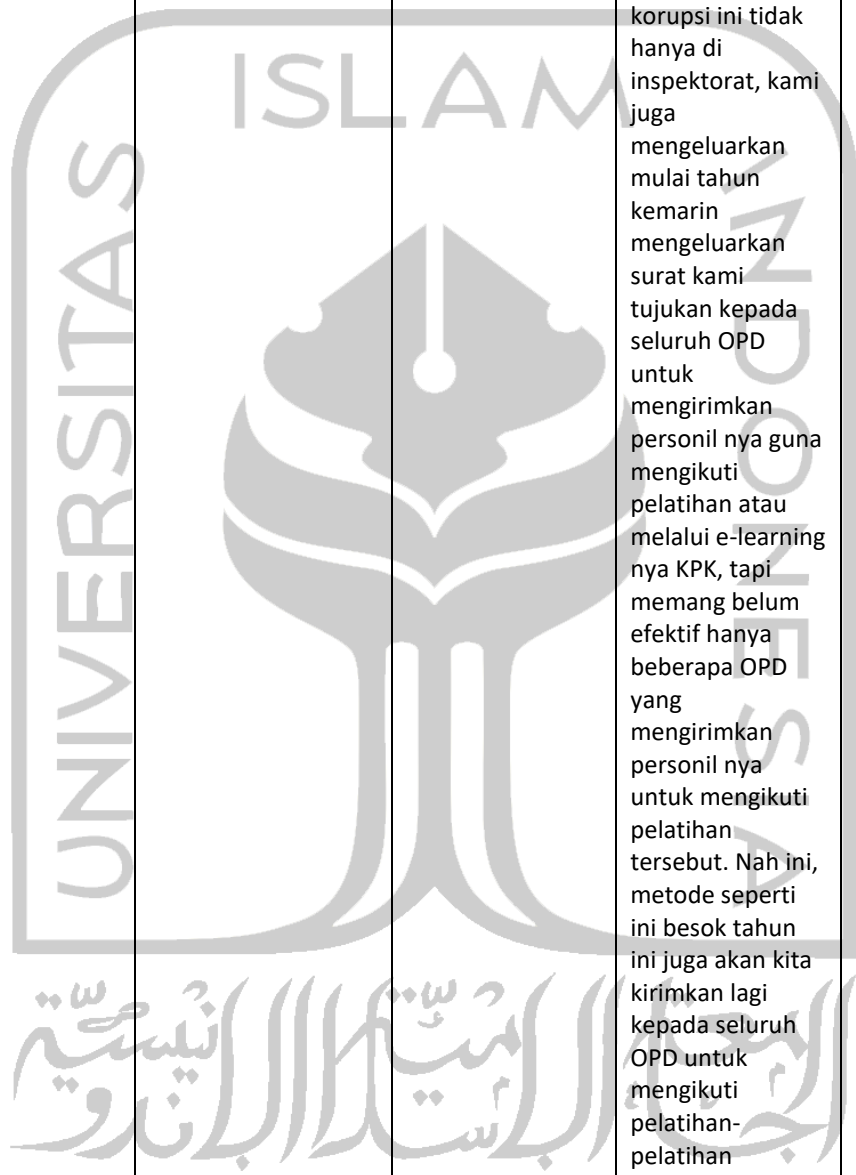 korupsi ini tidak
hanya di
inspektorat, kami
juga
mengeluarkan
mulai tahun
kemarin
mengeluarkan
surat kami
tujukan kepada
seluruh OPD
untuk
mengirimkan
personil nya guna
mengikuti
pelatihan atau
melalui e-learning
nya KPK, tapi
memang belum
efektif hanya
beberapa OPD
yang
mengirimkan
personil nya
untuk mengikuti
pelatihan
tersebut. Nah ini,
metode seperti
ini besok tahun
ini juga akan kita
kirimkan lagi
kepada seluruh
OPD untuk
mengikuti
pelatihan-
pelatihan
ISLAM
UNIVERSITAS
INDONESIA